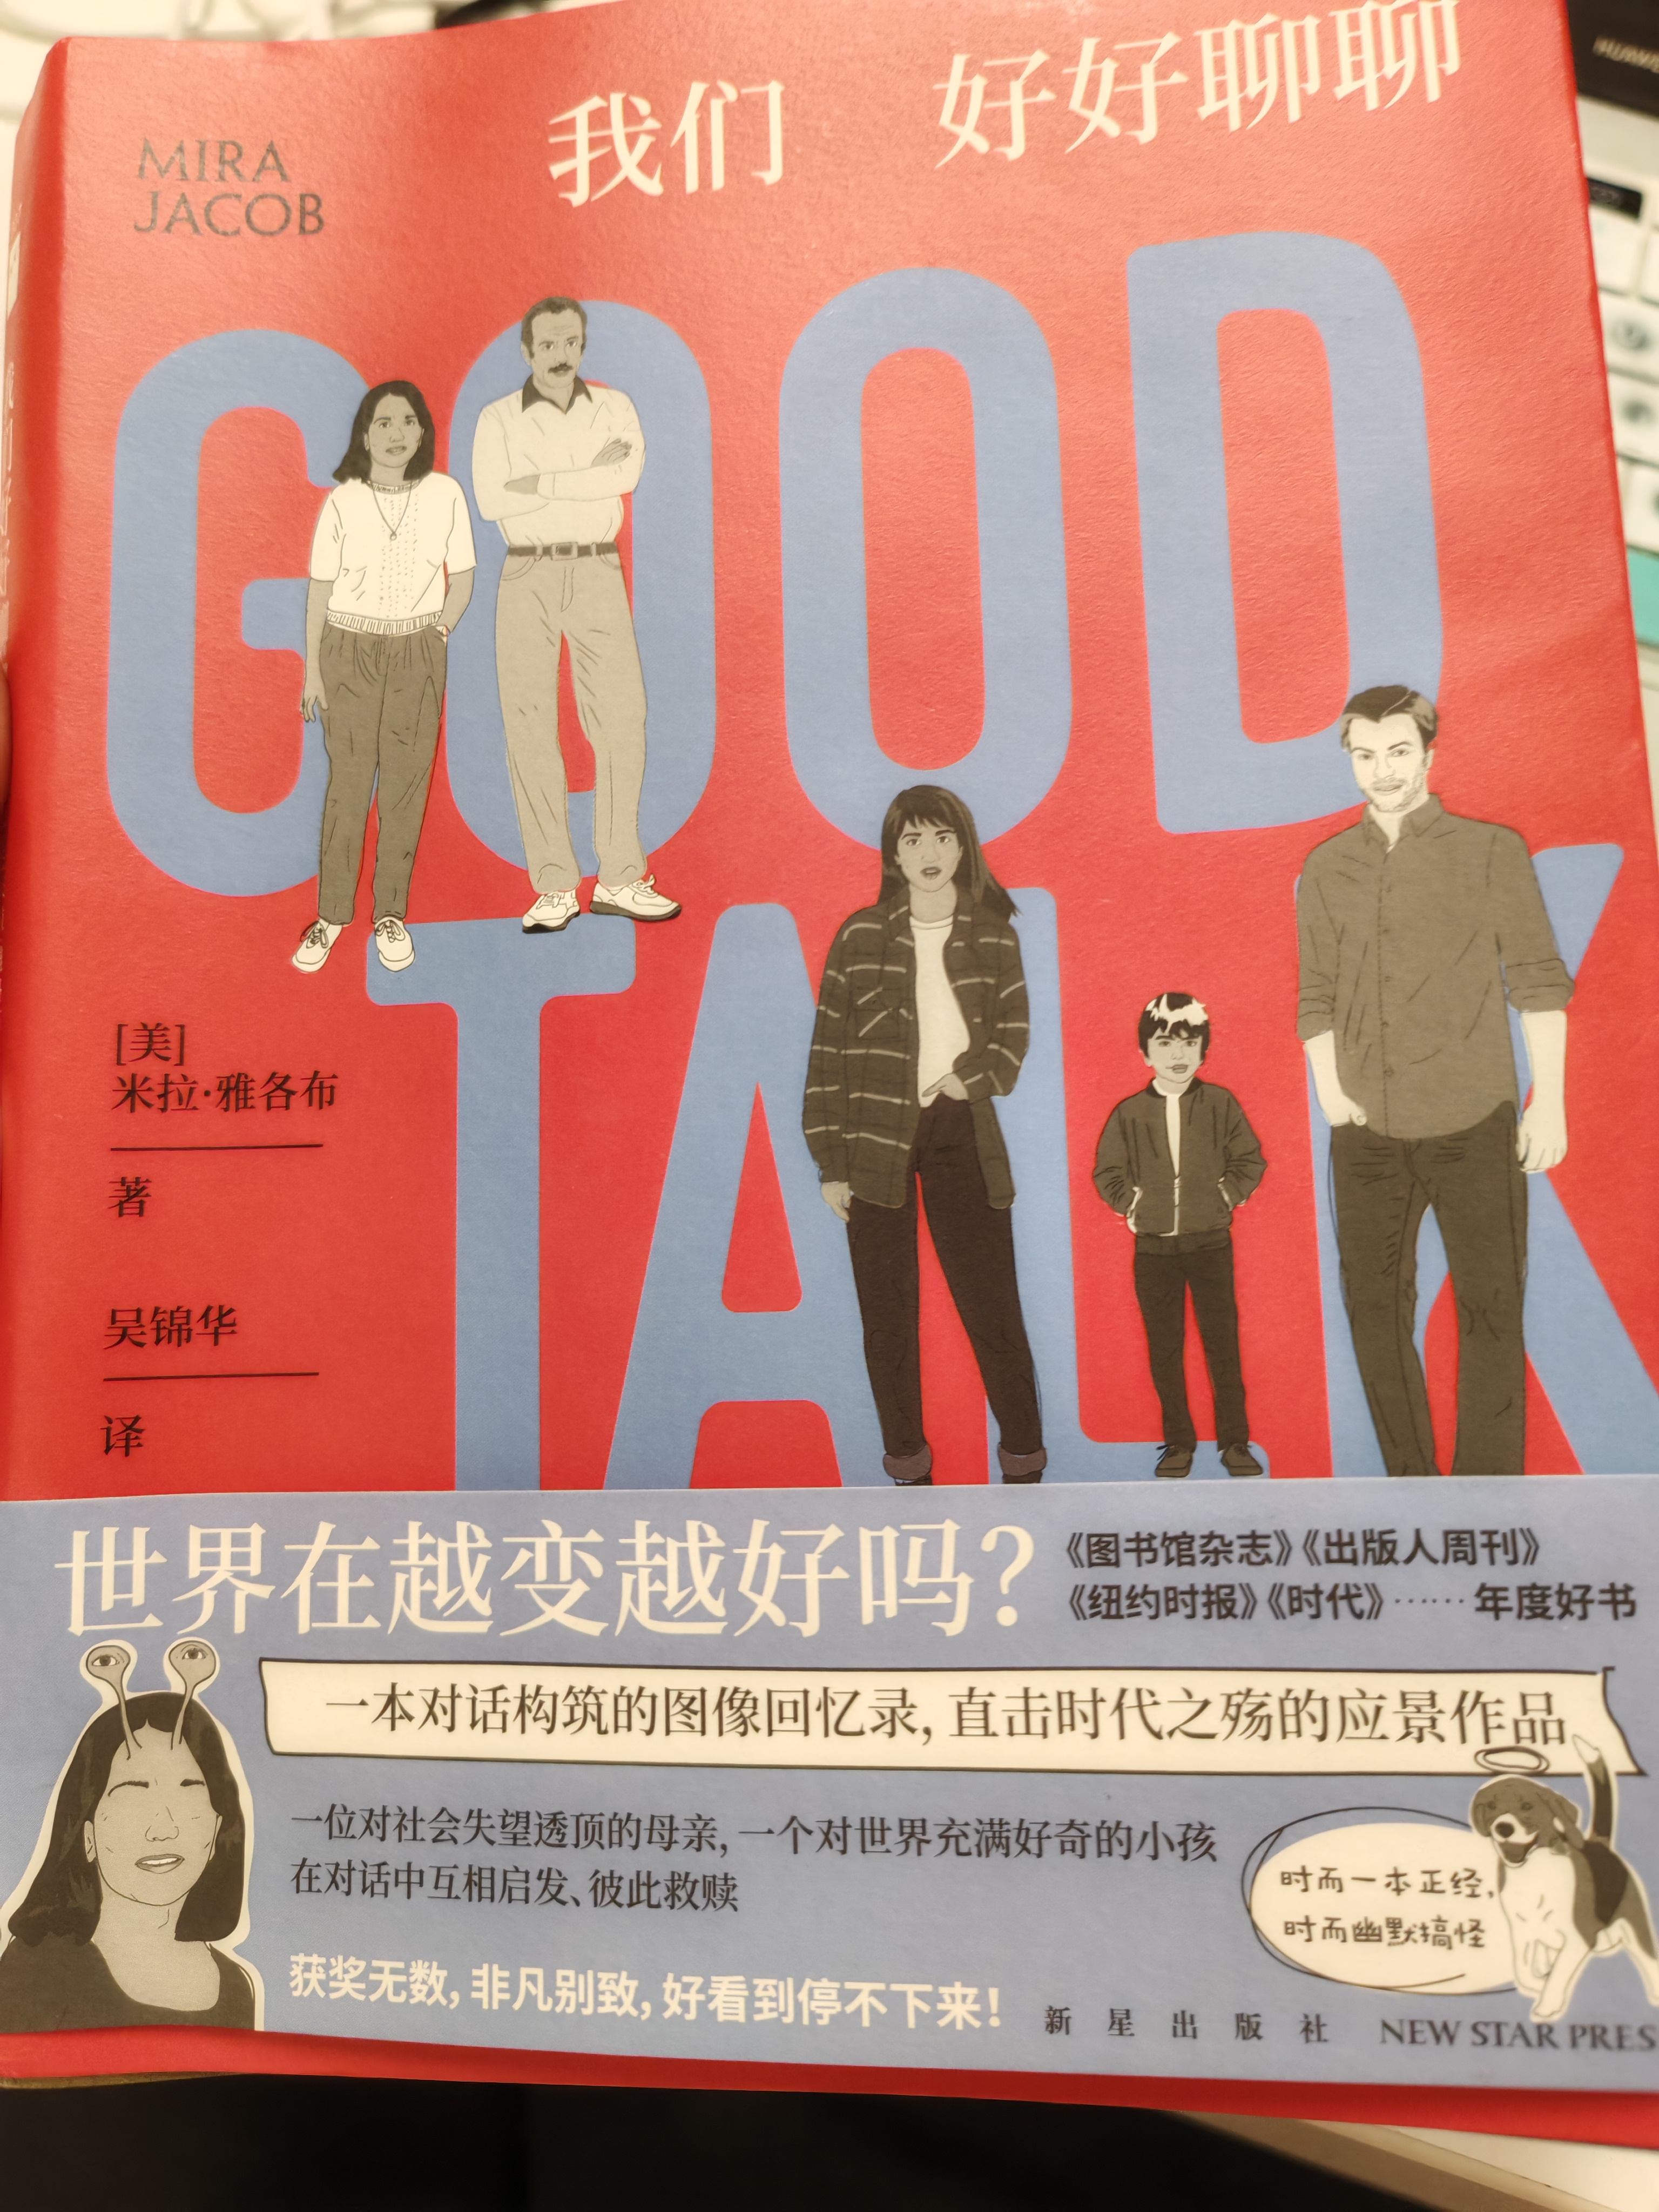 我们 好好聊聊
MIRA
JACOB
GOOD
TALK
[美]
米拉·雅各布
著
吴锦华
译
世界在越变越好吗?
《图书馆杂志》《出版人周刊》
《纽约时报》《时代》……年度好书
一本对话构筑的图像回忆录,直击时代之殇的应景作品
一位对社会失望透顶的母亲,一个对世界充满好奇的小孩
在对话中互相启发、彼此救赎
时而一本正经,
时而幽默搞怪
获奖无数,非凡别致,好看到停不下来!
新星出版社 NEW STAR PRES